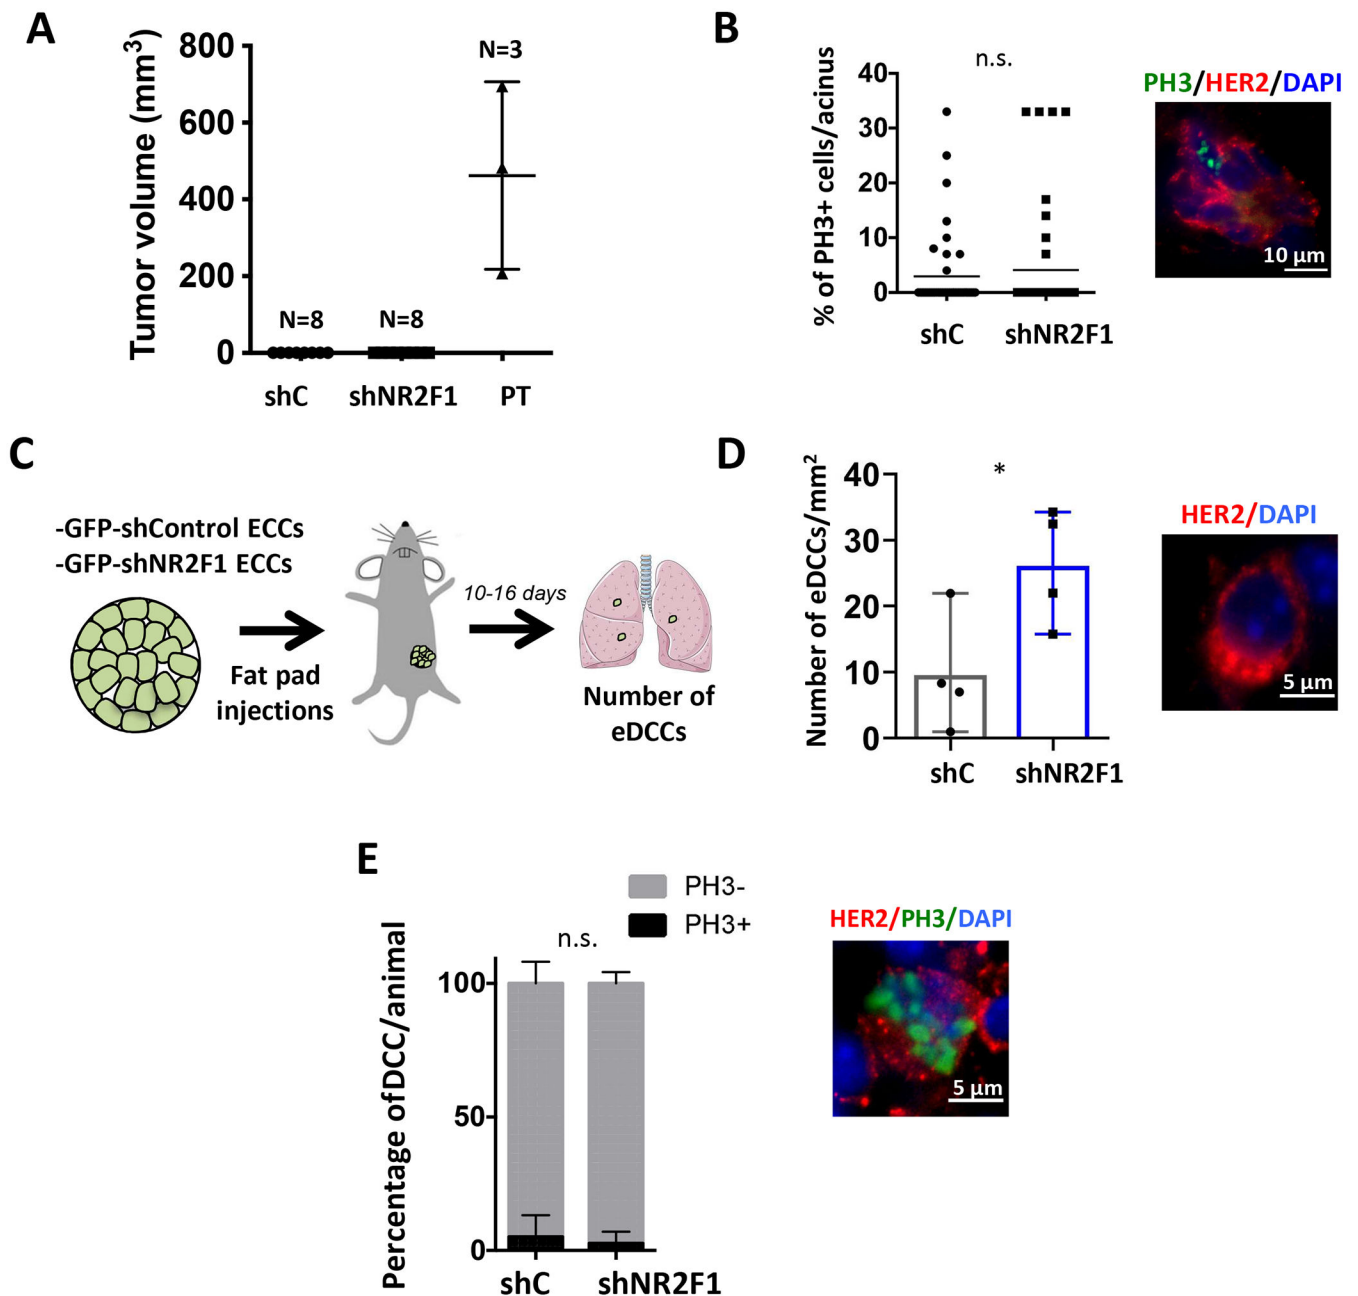 A
Tumor volume (mm3)
800
600
400
200
0
N=8
N=8
N=3
shC
shNR2F1
PT
B
% of PH3+ cells/acinus
n.s.
40
30
20
10
0
shC
shNR2F1
PH3/HER2/DAPI
10 μm
C
-GFP-shControl ECCs
-GFP-shNR2F1 ECCs
Fat pad
injections
10-16 days
Number of
eDCCs
D
Number of eDCCs/mm2
*
40
30
20
10
0
shC
shNR2F1
HER2/DAPI
5 μm
E
PH3-
PH3+
Percentage ofDCC/animal
n.s.
100
50
0
shC
shNR2F1
HER2/PH3/DAPI
5 μm